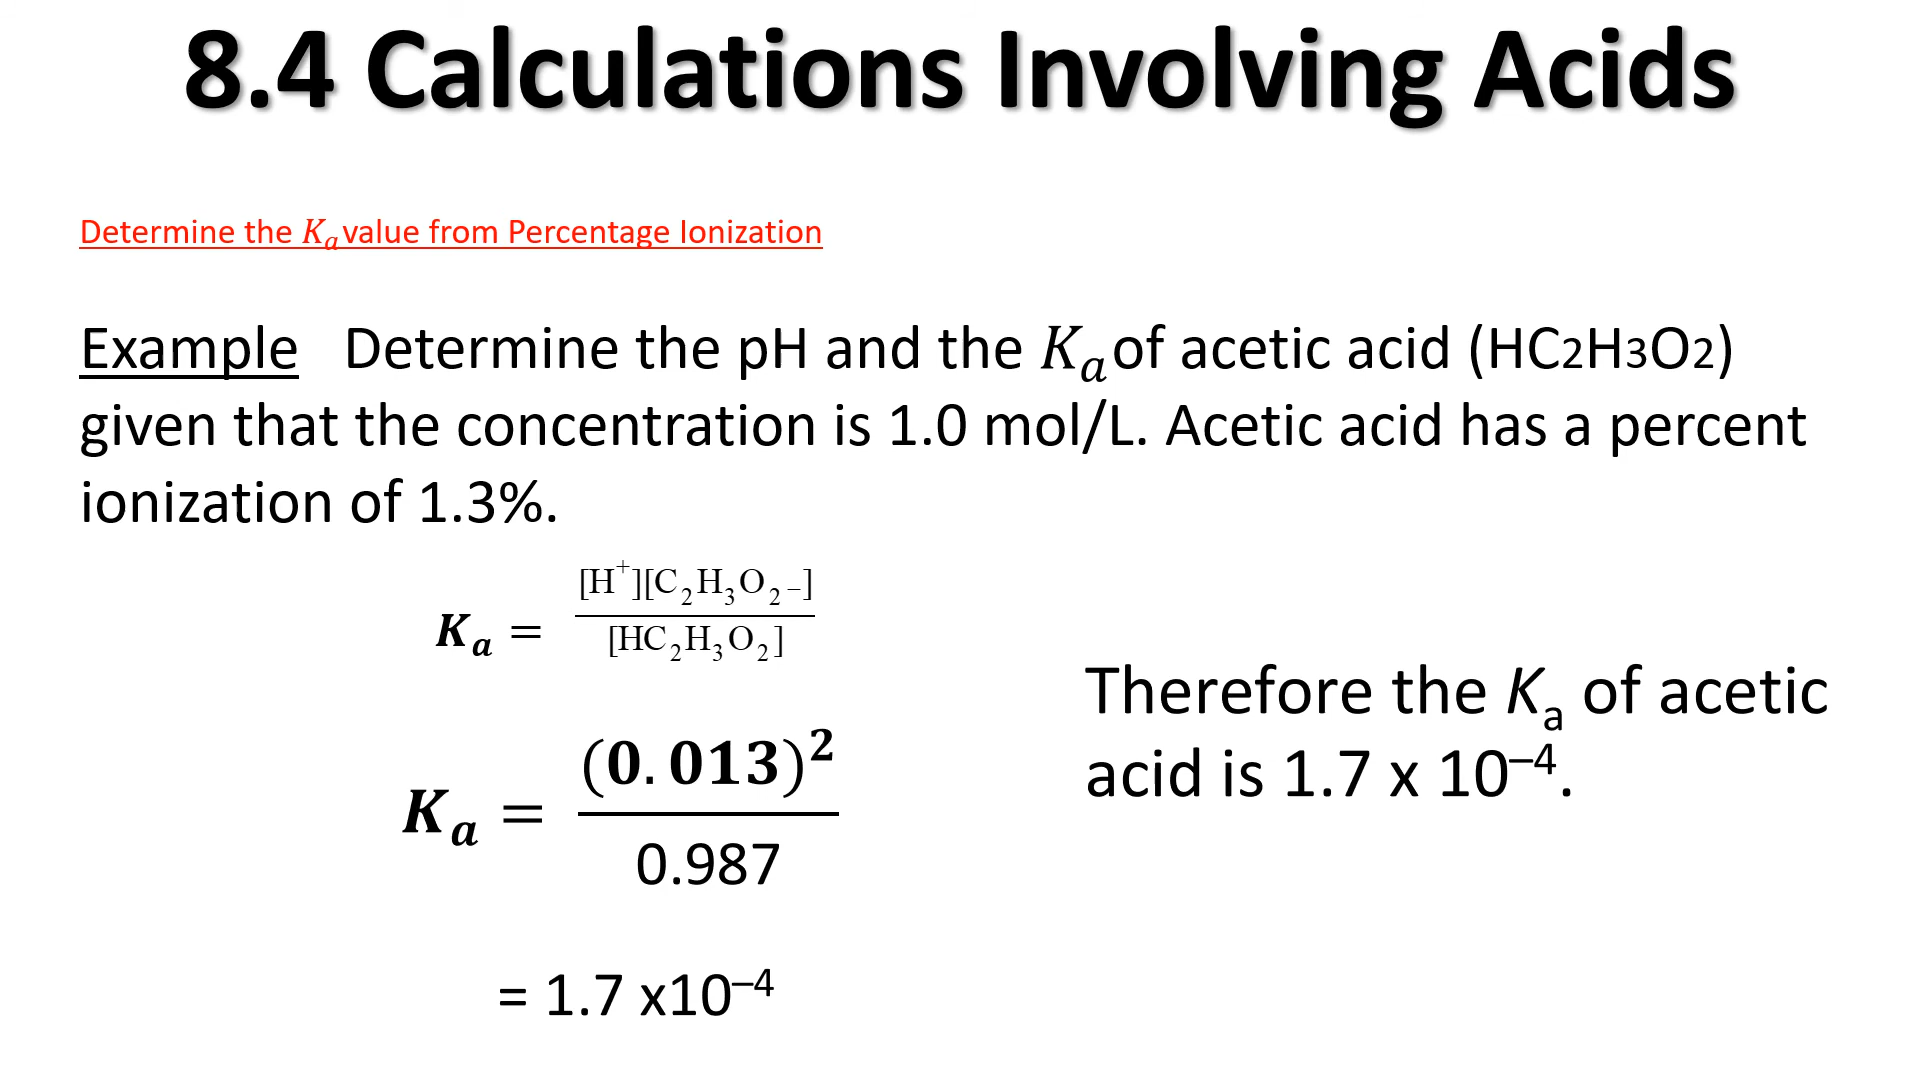 8.4 Calculations Involving Acids
Determine the 𝐾ₐ value from Percentage Ionization
Example Determine the pH and the 𝐾ₐ of acetic acid (HC2H3O2)
given that the concentration is 1.0 mol/L. Acetic acid has a percent
ionization of 1.3%.
𝑲ₐ = [H⁺][C₂H₃O₂₋] / [HC₂H₃O₂]
𝑲ₐ = (0.013)² / 0.987
= 1.7 x10⁻⁴
Therefore the Kₐ of acetic
acid is 1.7 x 10⁻⁴.